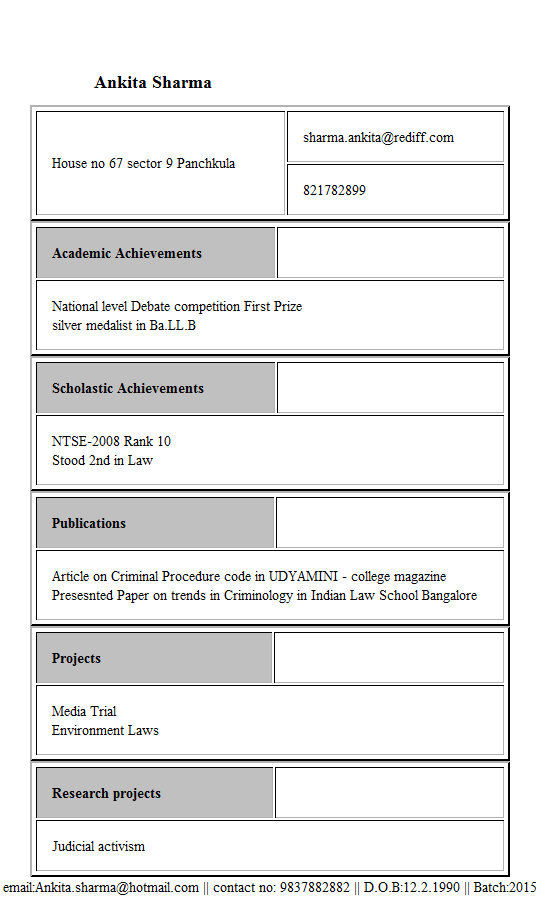 Ankita Sharma
House no 67 sector 9 Panchkula
sharma.ankita@rediff.com
821782899
Academic Achievements
National level Debate competition First Prize
silver medalist in Ba.LL.B
Scholastic Achievements
NTSE-2008 Rank 10
Stood 2nd in Law
Publications
Article on Criminal Procedure code in UDYAMINI - college magazine
Presesnted Paper on trends in Criminology in Indian Law School Bangalore
Projects
Media Trial
Environment Laws
Research projects
Judicial activism
email:Ankita.sharma@hotmail.com || contact no: 9837882882 || D.O.B:12.2.1990 || Batch:2015